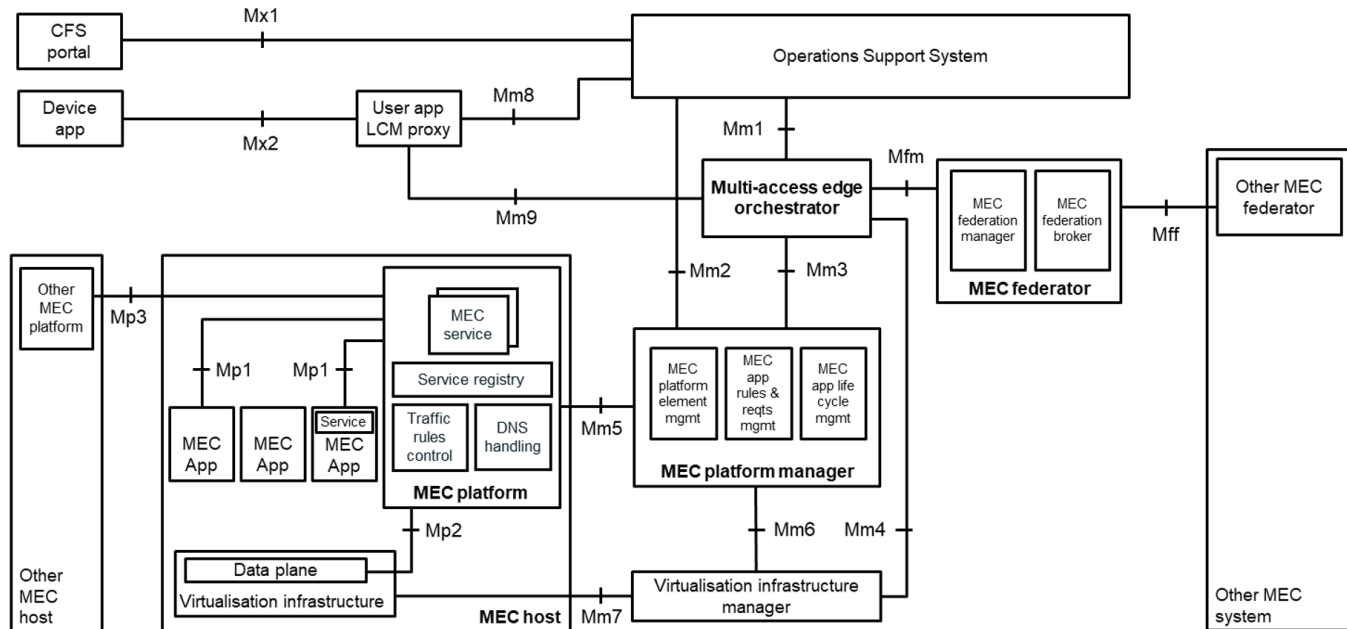 Mx1
CFS
portal
Operations Support System
Device
app
User app
LCM proxy
Mm8
Mx2
Mm1
Mfm
Multi-access edge
orchestrator
Mm9
MEC
federation
manager
MEC
federation
broker
MEC federator
Mff
Other MEC
federator
Mm2
Mm3
Other
MEC
platform
Mp3
MEC
service
Mp1
Mp1
Service registry
Service
MEC
App
MEC
App
MEC
App
Traffic
rules
control
DNS
handling
MEC platform
Mm5
MEC
platform
element
mgmt
MEC
app
rules &
reqts
mgmt
MEC
app life
cycle
mgmt
MEC platform manager
Mp2
Mm6
Mm4
Data plane
Virtualisation infrastructure
MEC host
Mm7
Virtualisation infrastructure
manager
Other
MEC
host
Other MEC
system